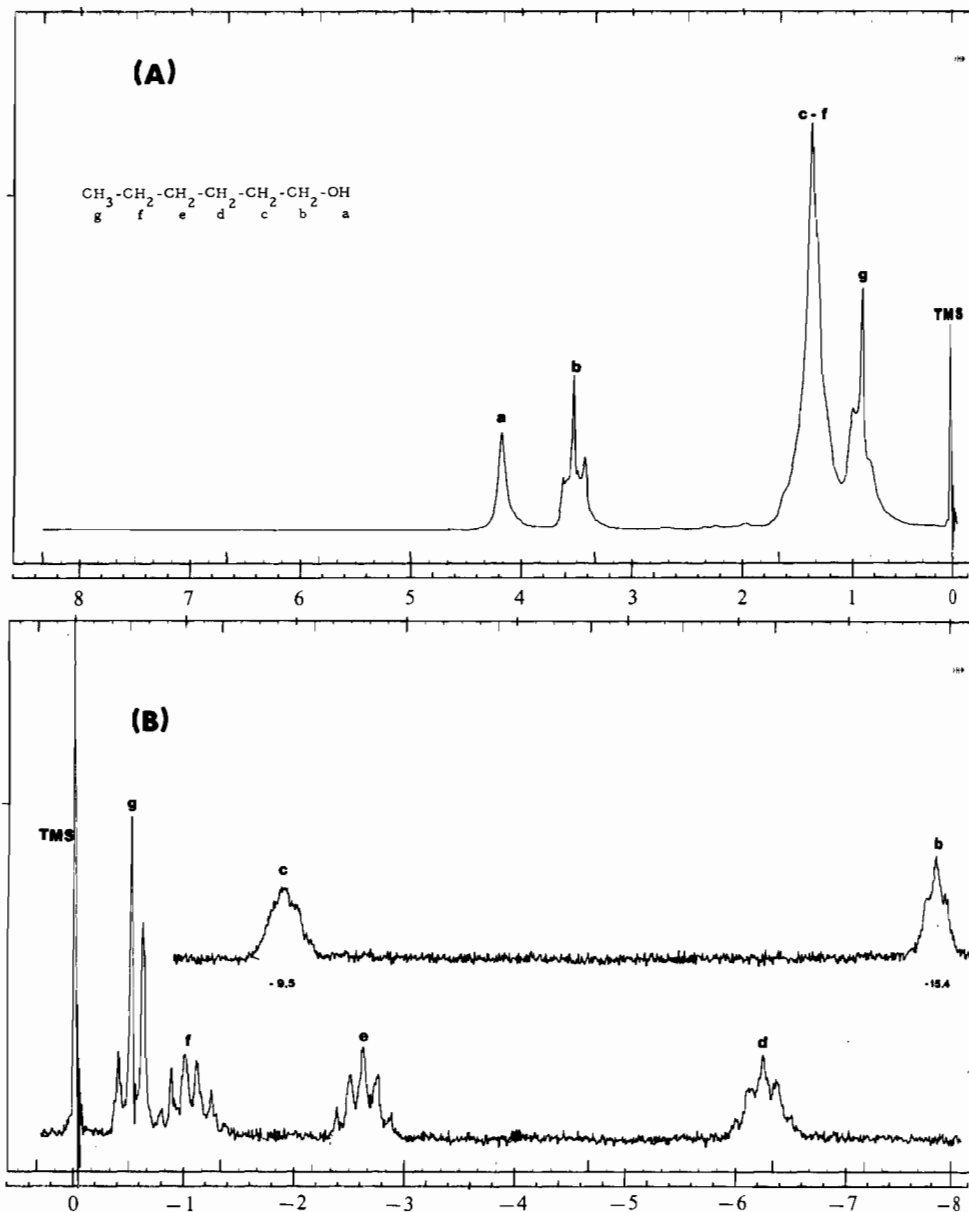 (A)
c - f
CH3-CH2-CH2-CH2-CH2-CH2-OH
g f e d c b a
g
TMS
b
a
8 7 6 5 4 3 2 1 0
(B)
g
TMS
c
b
- 9.5
-15.4
f
e
d
0 -1 -2 -3 -4 -5 -6 -7 -8